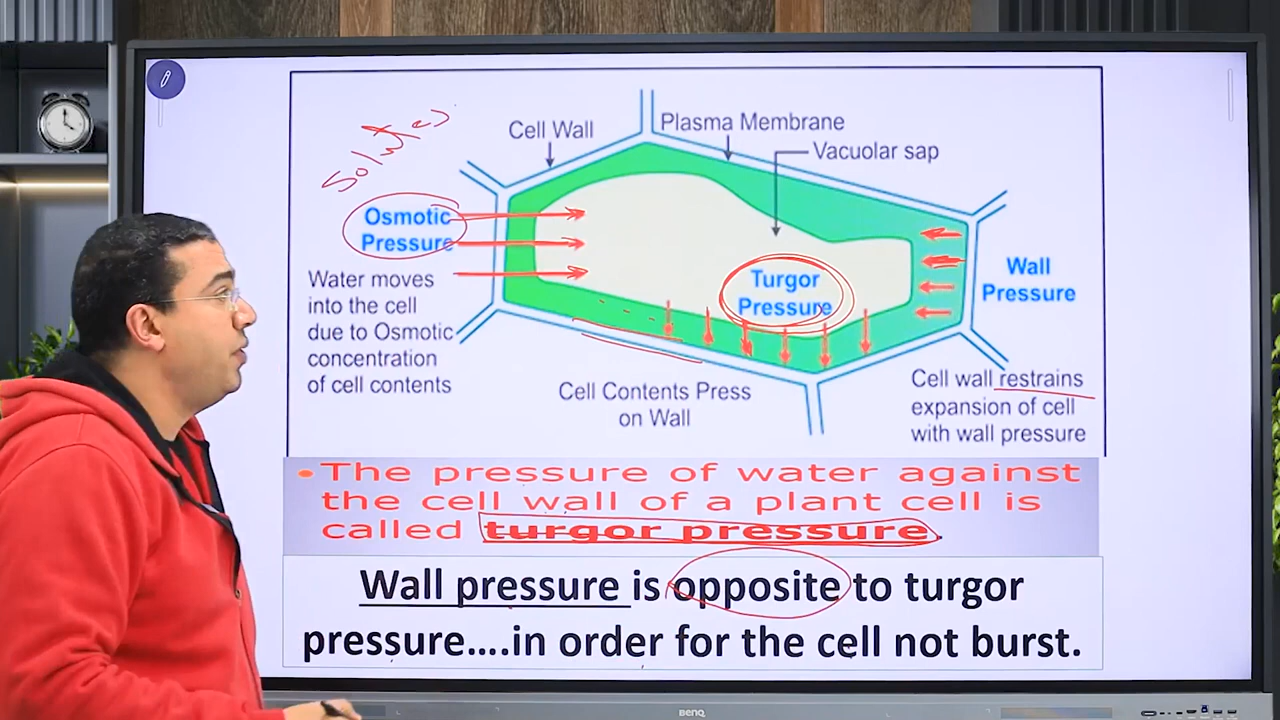 Solutes
Cell Wall
Plasma Membrane
Vacuolar sap
Osmotic
Pressure
Water moves
into the cell
due to Osmotic
concentration
of cell contents
Turgor
Pressure
Wall
Pressure
Cell Contents Press
on Wall
Cell wall restrains
expansion of cell
with wall pressure
•The pressure of water against
the cell wall of a plant cell is
called turgor pressure.
Wall pressure is opposite to turgor
pressure....in order for the cell not burst.
BENQ